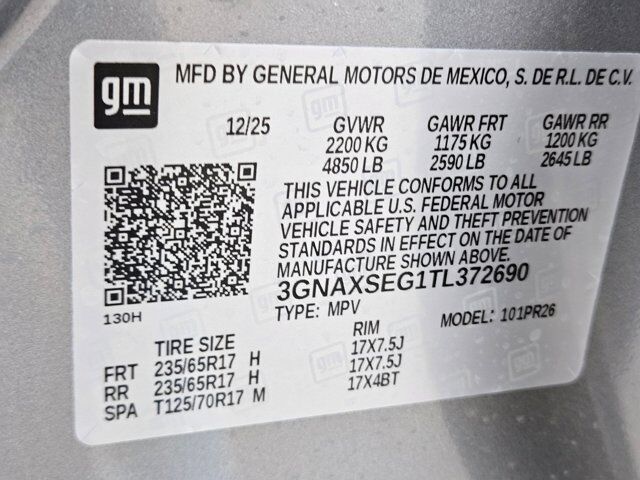 gm
MFD BY GENERAL MOTORS DE MEXICO, S. DE R.L. DE C.V.
12/25 GVWR GAWR FRT GAWR RR
2200 KG 1175 KG 1200 KG
4850 LB 2590 LB 2645 LB
THIS VEHICLE CONFORMS TO ALL
APPLICABLE U.S. FEDERAL MOTOR
VEHICLE SAFETY AND THEFT PREVENTION
STANDARDS IN EFFECT ON THE DATE OF
MANUFACTURE SHOWN ABOVE.
3GNAXSEG1TL372690
130H
TYPE: MPV MODEL: 101PR26
TIRE SIZE RIM
FRT 235/65R17 H 17X7.5J
RR 235/65R17 H 17X7.5J
SPA T125/70R17 M 17X4BT